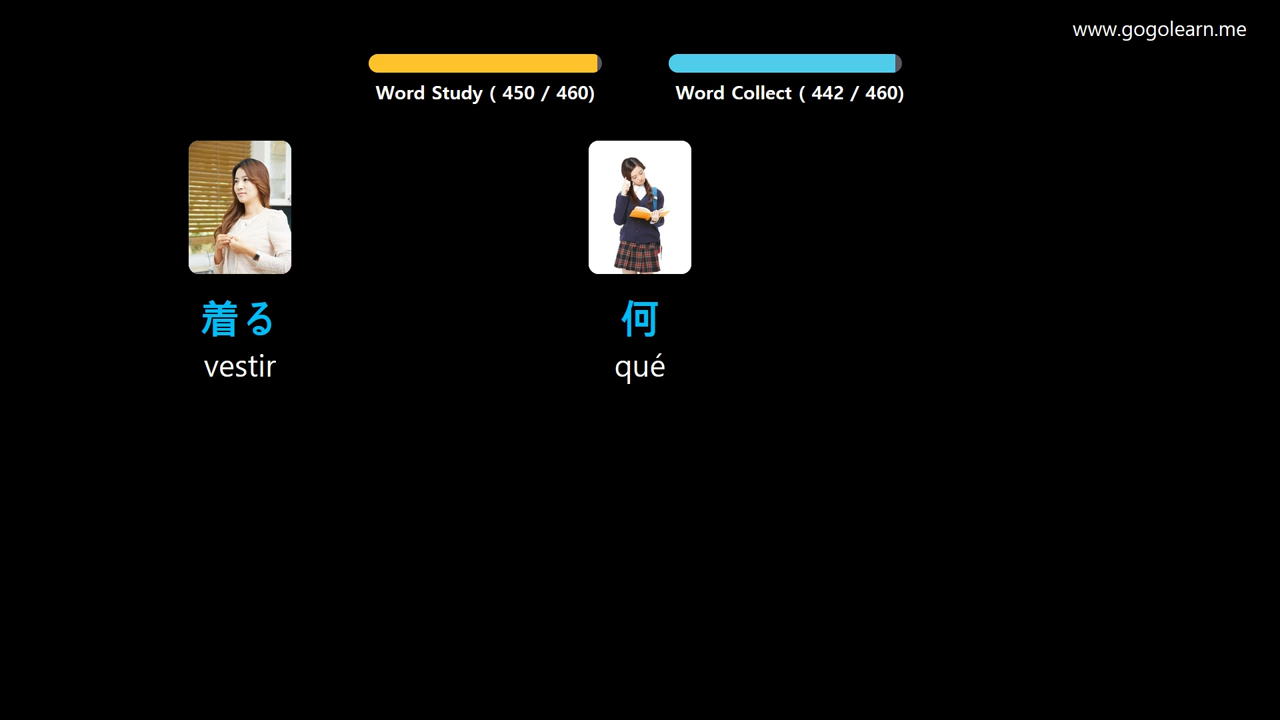 www.gogolearn.me
Word Study ( 450 / 460)
Word Collect ( 442 / 460)
着る
vestir
何
qué